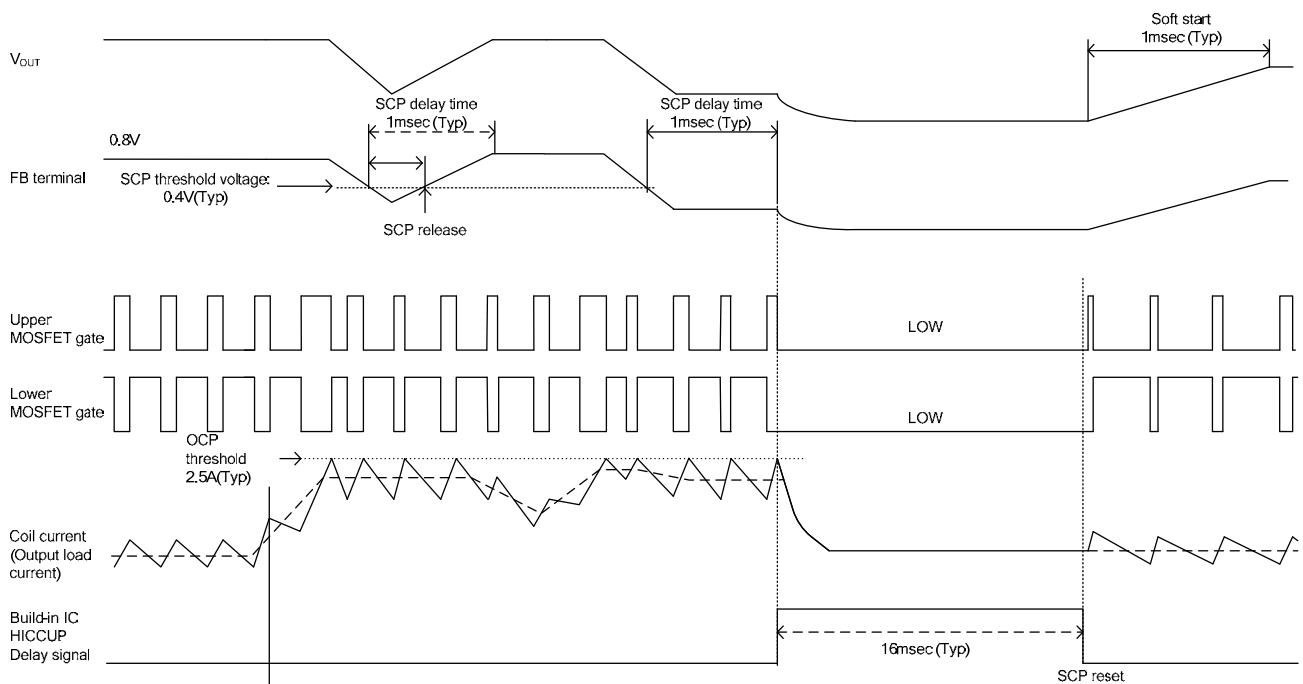 Soft start
1msec (Typ)
VOUT
SCP delay time
1msec (Typ)
SCP delay time
1msec (Typ)
0.8V
FB terminal
SCP threshold voltage:
0.4V(Typ)
SCP release
Upper
MOSFET gate
LOW
Lower
MOSFET gate
LOW
OCP
threshold
2.5A(Typ)
Coil current
(Output load
current)
Build-in IC
HICCUP
Delay signal
16msec (Typ)
SCP reset